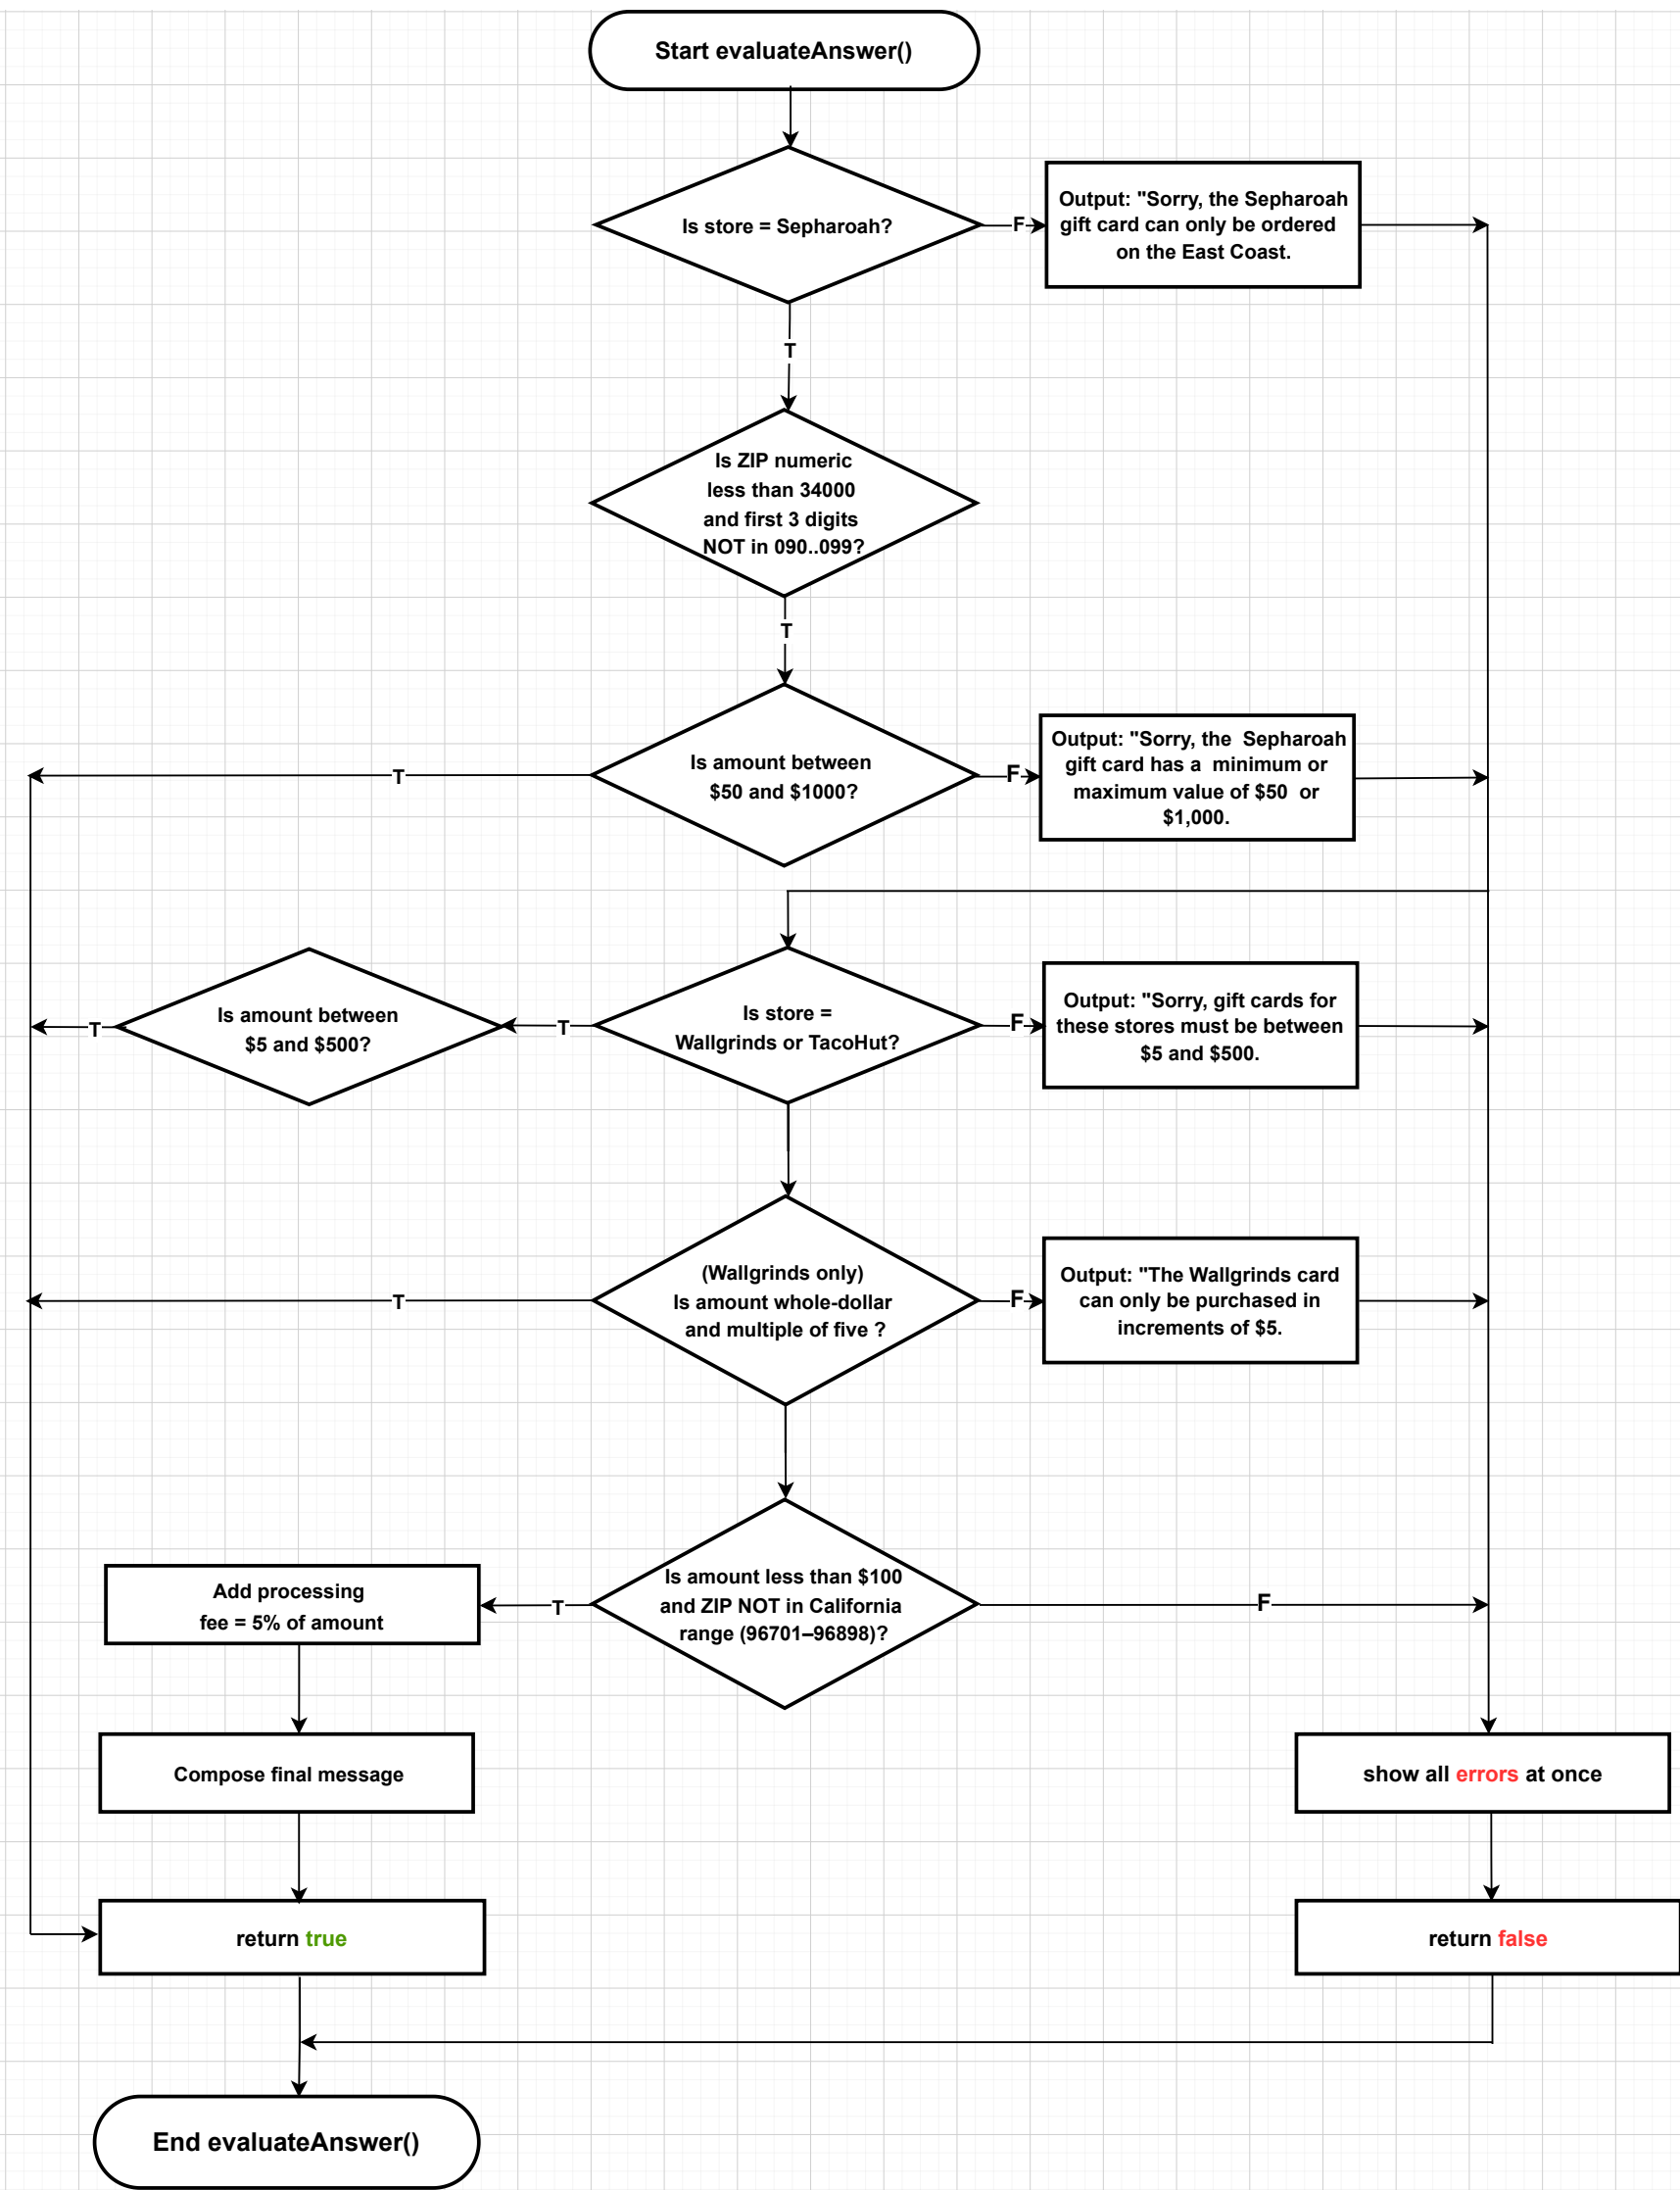 Start evaluateAnswer()
Is store = Sepharoah?
F
Output: "Sorry, the Sepharoah
gift card can only be ordered
on the East Coast.
T
Is ZIP numeric
less than 34000
and first 3 digits
NOT in 090..099?
T
T
Is amount between
$50 and $1000?
F
Output: "Sorry, the  Sepharoah
gift card has a  minimum or
maximum value of $50  or
$1,000.
T
Is amount between
$5 and $500?
T
Is store =
Wallgrinds or TacoHut?
F
Output: "Sorry, gift cards for
these stores must be between
$5 and $500.
T
(Wallgrinds only)
Is amount whole-dollar
and multiple of five ?
F
Output: "The Wallgrinds card
can only be purchased in
increments of $5.
Add processing
fee = 5% of amount
T
Is amount less than $100
and ZIP NOT in California
range (96701–96898)?
F
Compose final message
show all errors at once
return true
return false
End evaluateAnswer()